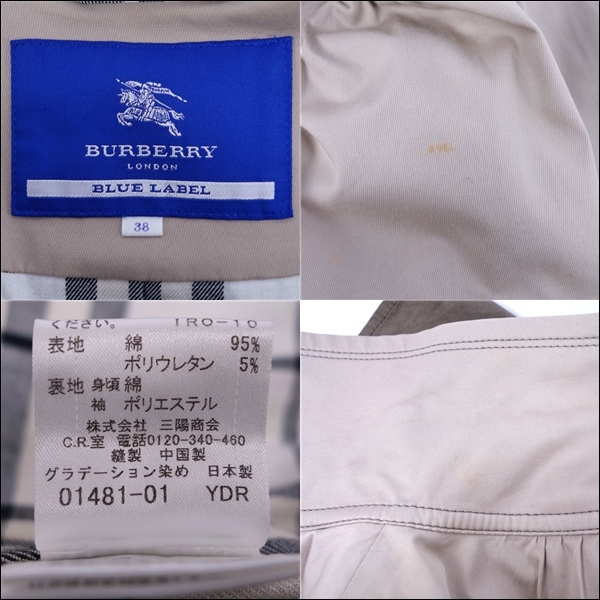 BURBERRY
LONDON
BLUE LABEL
38
ください。 IRO-10
表地 綿 95%
ポリウレタン 5%
裏地 身頃 綿
袖 ポリエステル
株式会社 三陽商会
C.R.室 電話0120-340-460
縫製 中国製
グラデーション染め 日本製
01481-01 YDR